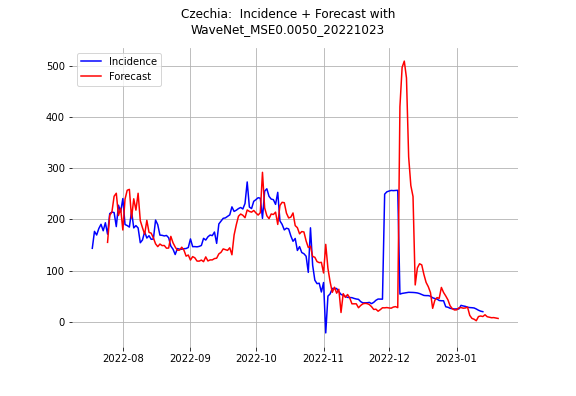 Czechia:  Incidence + Forecast with
WaveNet_MSE0.0050_20221023
Incidence
Forecast
500
400
300
200
100
0
2022-08 2022-09 2022-10 2022-11 2022-12 2023-01